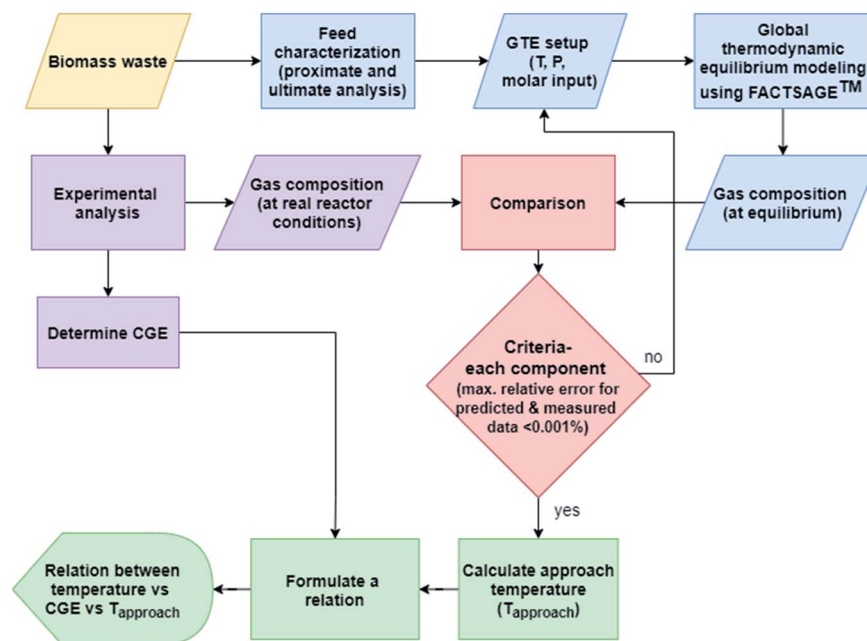 Biomass waste
Feed
characterization
(proximate and
ultimate analysis)
GTE setup
(T, P,
molar input)
Global
thermodynamic
equilibrium modeling
using FACTSAGE™
Experimental
analysis
Gas composition
(at real reactor
conditions)
Comparison
Gas composition
(at equilibrium)
Determine CGE
Criteria-
each component
(max. relative error for
predicted & measured
data <0.001%)
no
yes
Relation between
temperature vs
CGE vs Tapproach
Formulate a
relation
Calculate approach
temperature
(Tapproach)